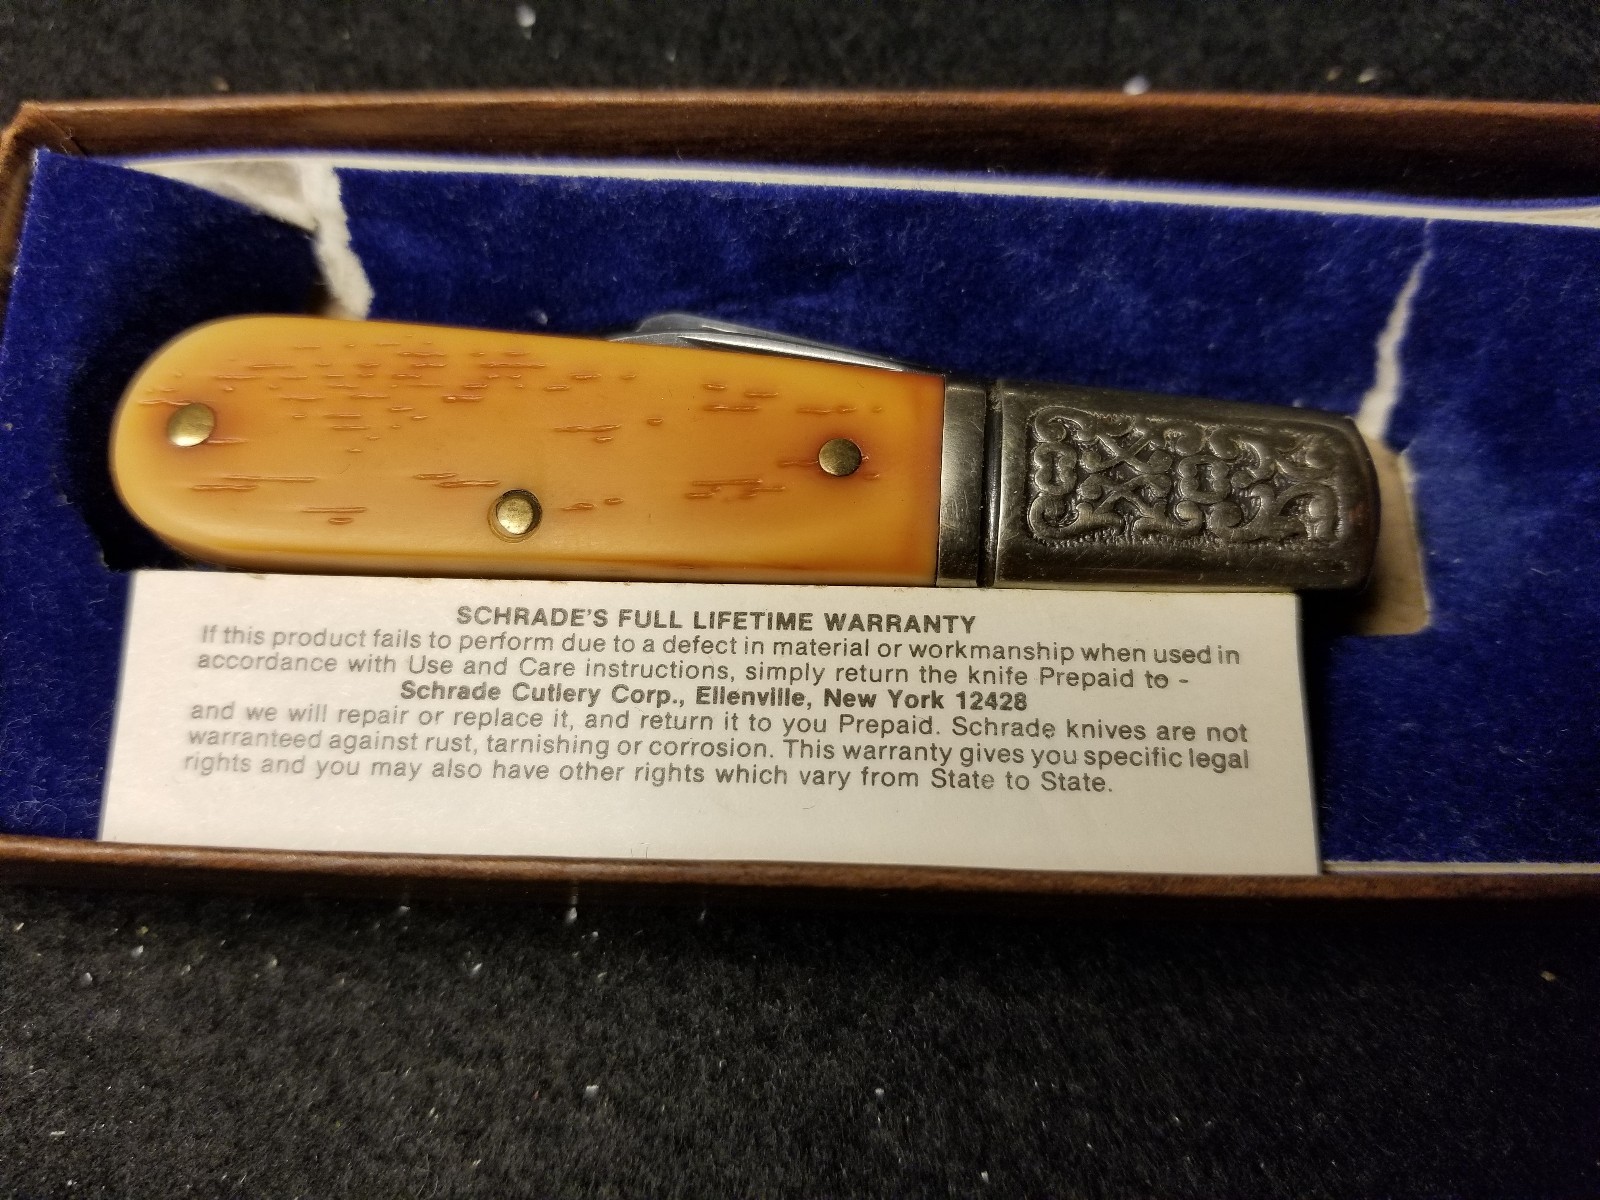 SCHRADE'S FULL LIFETIME WARRANTY
If this product fails to perform due to a defect in material or workmanship when used in
accordance with Use and Care instructions, simply return the knife Prepaid to -
Schrade Cutlery Corp., Ellenville, New York 12428
and we will repair or replace it, and return it to you Prepaid. Schrade knives are not
warranteed against rust, tarnishing or corrosion. This warranty gives you specific legal
rights and you may also have other rights which vary from State to State.